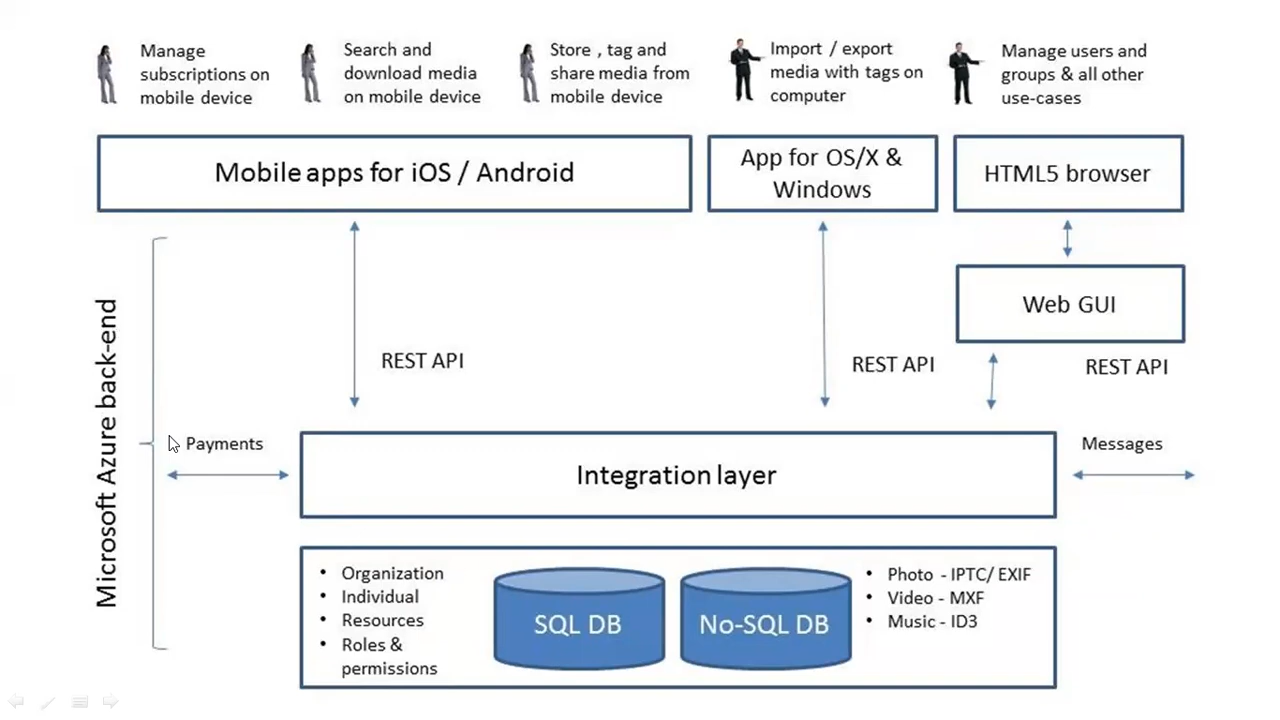 Manage
subscriptions on
mobile device
Search and
download media
on mobile device
Store , tag and
share media from
mobile device
Import / export
media with tags on
computer
Manage users and
groups & all other
use-cases
Mobile apps for iOS / Android
App for OS/X &
Windows
HTML5 browser
Web GUI
REST API
REST API
REST API
Microsoft Azure back-end
Payments
Integration layer
Messages
• Organization
• Individual
• Resources
• Roles &
permissions
SQL DB
No-SQL DB
• Photo - IPTC/ EXIF
• Video - MXF
• Music - ID3